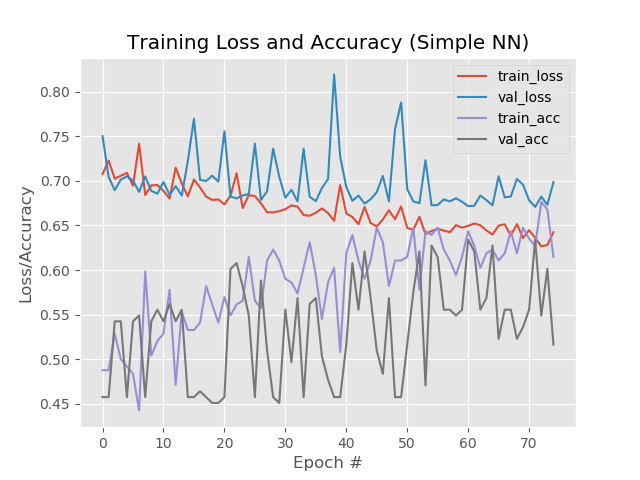 Training Loss and Accuracy (Simple NN)
train_loss
val_loss
train_acc
val_acc
0.80
0.75
0.70
0.65
0.60
0.55
0.50
0.45
Loss/Accuracy
0 10 20 30 40 50 60 70
Epoch #